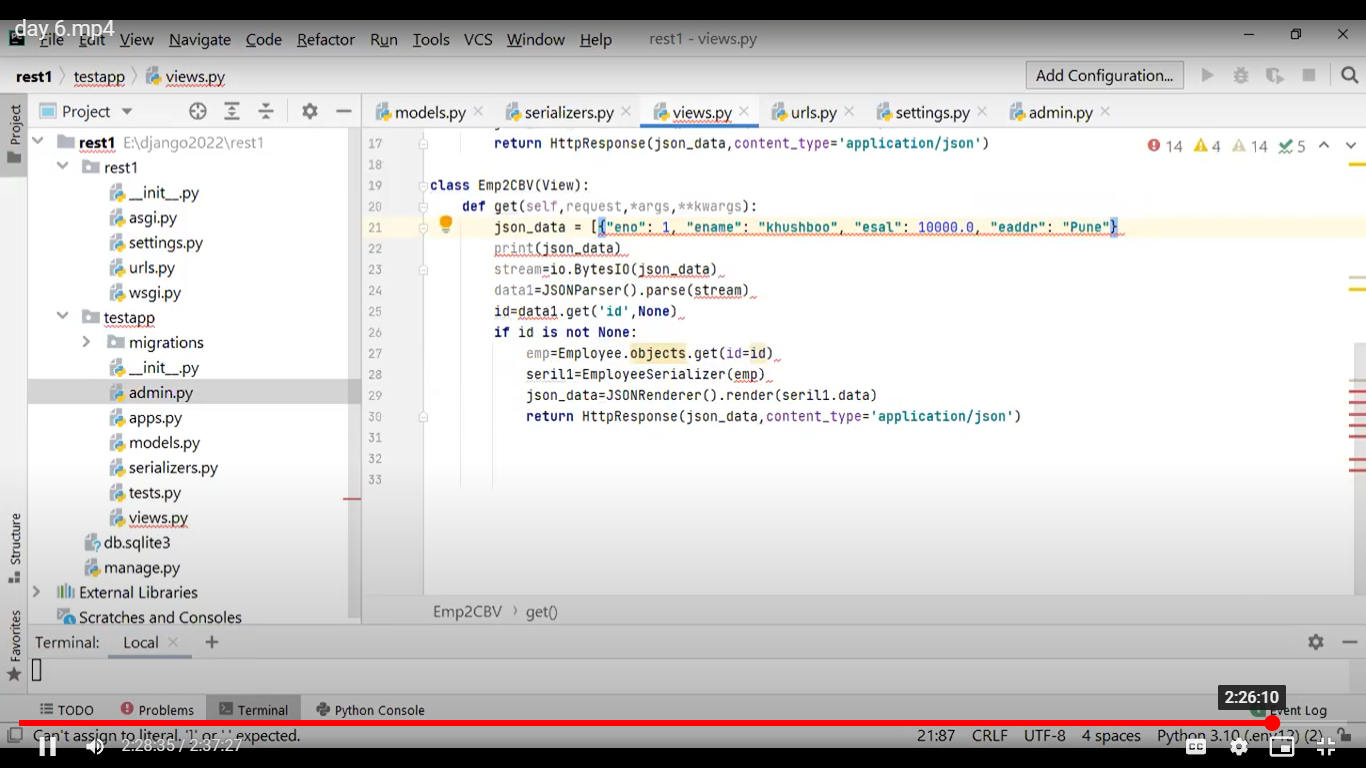 day 6.mp4
File Edit View Navigate Code Refactor Run Tools VCS Window Help rest1 - views.py
rest1 testapp views.py Add Configuration...
Project
Project
models.py serializers.py views.py urls.py settings.py admin.py
rest1 E:\django2022\rest1
rest1
__init__.py
asgi.py
settings.py
urls.py
wsgi.py
testapp
migrations
__init__.py
admin.py
apps.py
models.py
serializers.py
tests.py
views.py
db.sqlite3
manage.py
External Libraries
Scratches and Consoles
14 4 14 5
17 return HttpResponse(json_data,content_type='application/json')
18
19 class Emp2CBV(View):
20 def get(self,request,*args,**kwargs):
21 json_data = [{"eno": 1, "ename": "khushboo", "esal": 10000.0, "eaddr": "Pune"}
22 print(json_data)
23 stream=io.BytesIO(json_data)
24 data1=JSONParser().parse(stream)
25 id=data1.get('id',None)
26 if id is not None:
27 emp=Employee.objects.get(id=id)
28 seril1=EmployeeSerializer(emp)
29 json_data=JSONRenderer().render(seril1.data)
30 return HttpResponse(json_data,content_type='application/json')
31
32
33
Emp2CBV get()
Structure
Favorites
Terminal: Local
TODO Problems Terminal Python Console Event Log
2:26:10
Can't assign to literal, ']' or ',' expected. 21:87 CRLF UTF-8 4 spaces Python 3.10 (.env12) (2)
2:28:35 / 2:37:27
CC